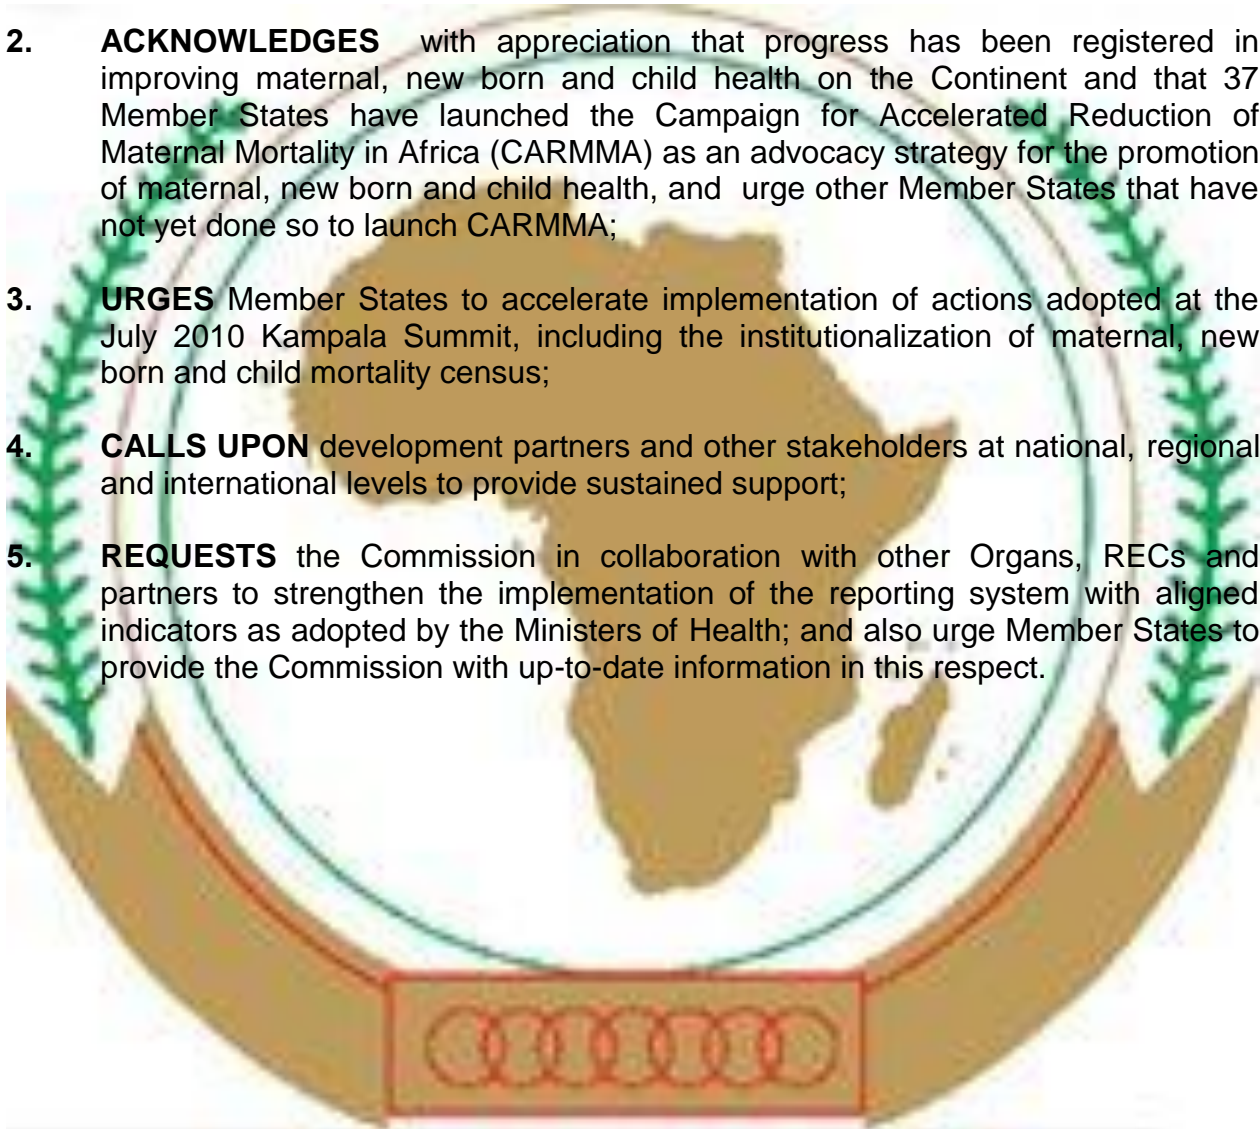 2. ACKNOWLEDGES with appreciation that progress has been registered in
improving maternal, new born and child health on the Continent and that 37
Member States have launched the Campaign for Accelerated Reduction of
Maternal Mortality in Africa (CARMMA) as an advocacy strategy for the promotion
of maternal, new born and child health, and urge other Member States that have
not yet done so to launch CARMMA;
3. URGES Member States to accelerate implementation of actions adopted at the
July 2010 Kampala Summit, including the institutionalization of maternal, new
born and child mortality census;
4. CALLS UPON development partners and other stakeholders at national, regional
and international levels to provide sustained support;
5. REQUESTS the Commission in collaboration with other Organs, RECs and
partners to strengthen the implementation of the reporting system with aligned
indicators as adopted by the Ministers of Health; and also urge Member States to
provide the Commission with up-to-date information in this respect.